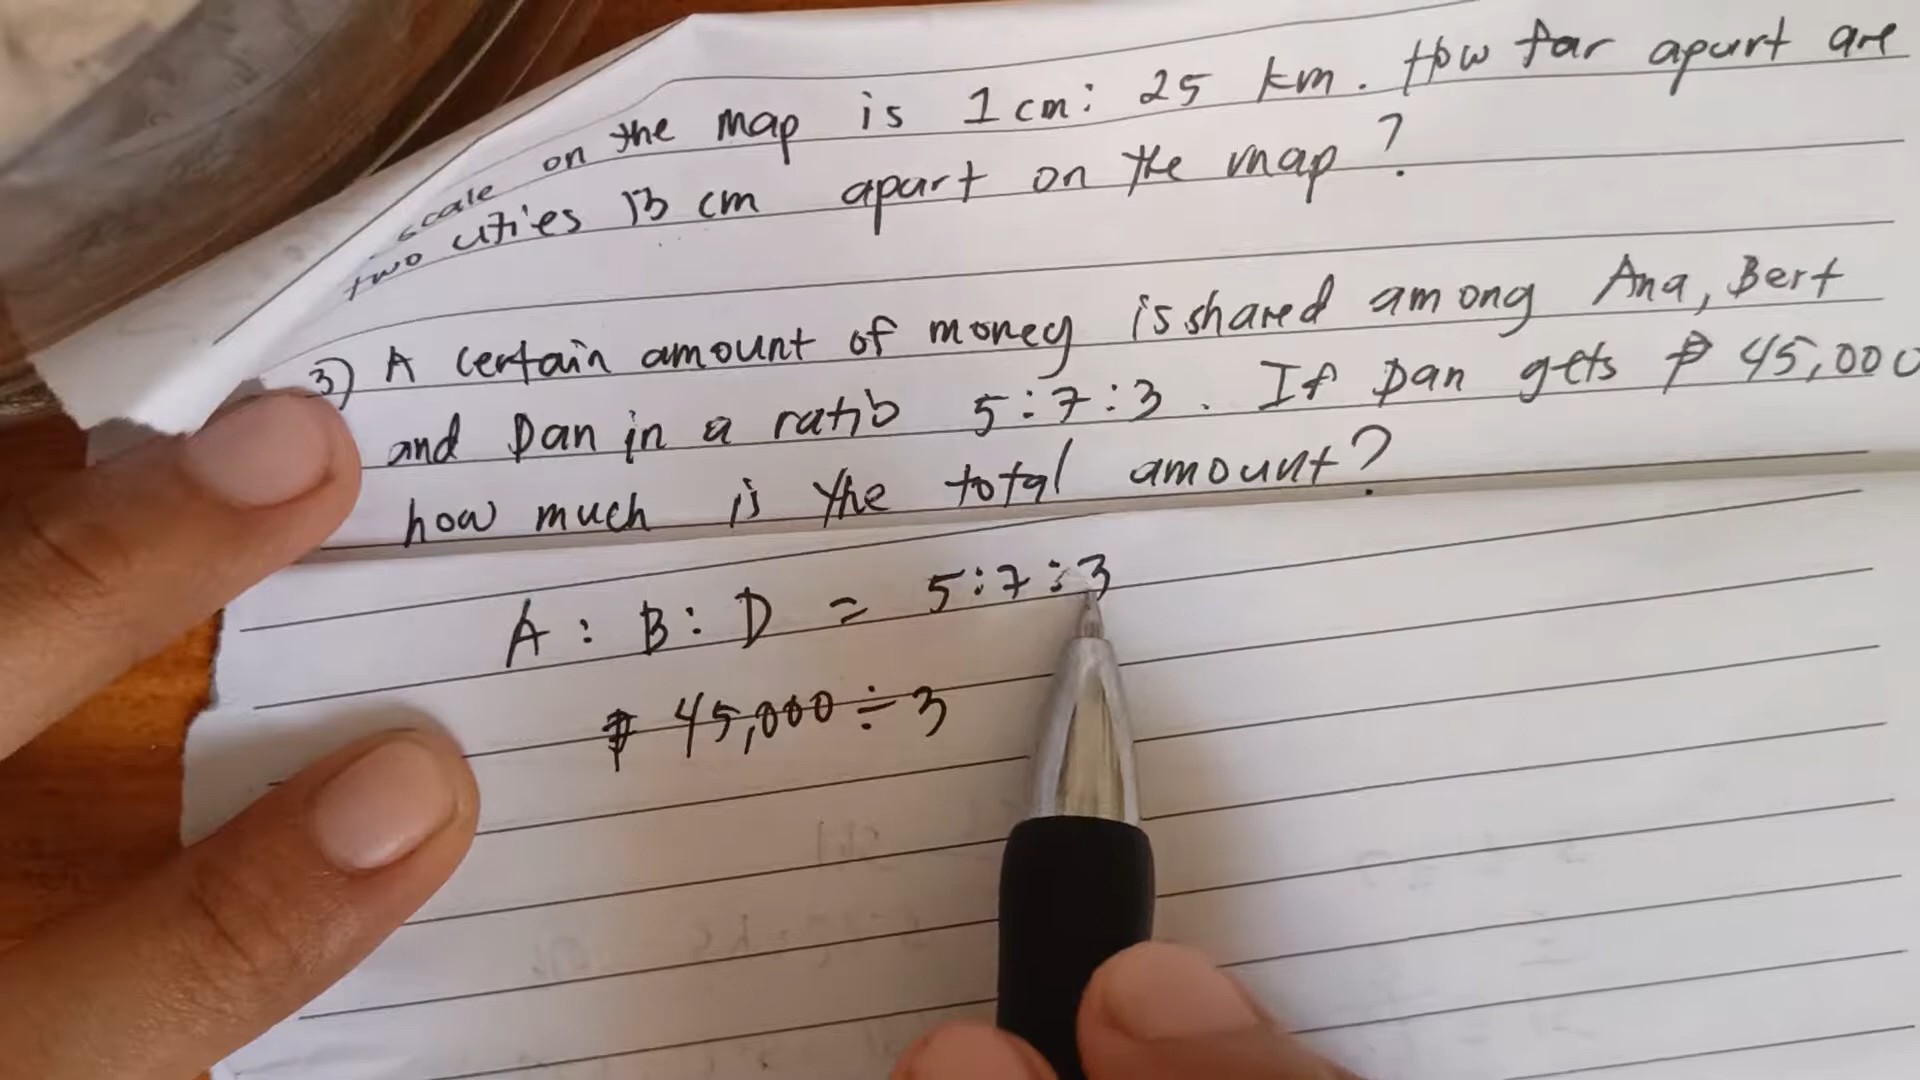 scale on the map is 1 cm : 25 km. How far apart are
two cities 13 cm apart on the map?
3) A certain amount of money is shared among Ana, Bert
and Dan in a ratio 5 : 7 : 3. If Dan gets ₱ 45,000
how much is the total amount?
A : B : D = 5 : 7 : 3
₱ 45,000 ÷ 3